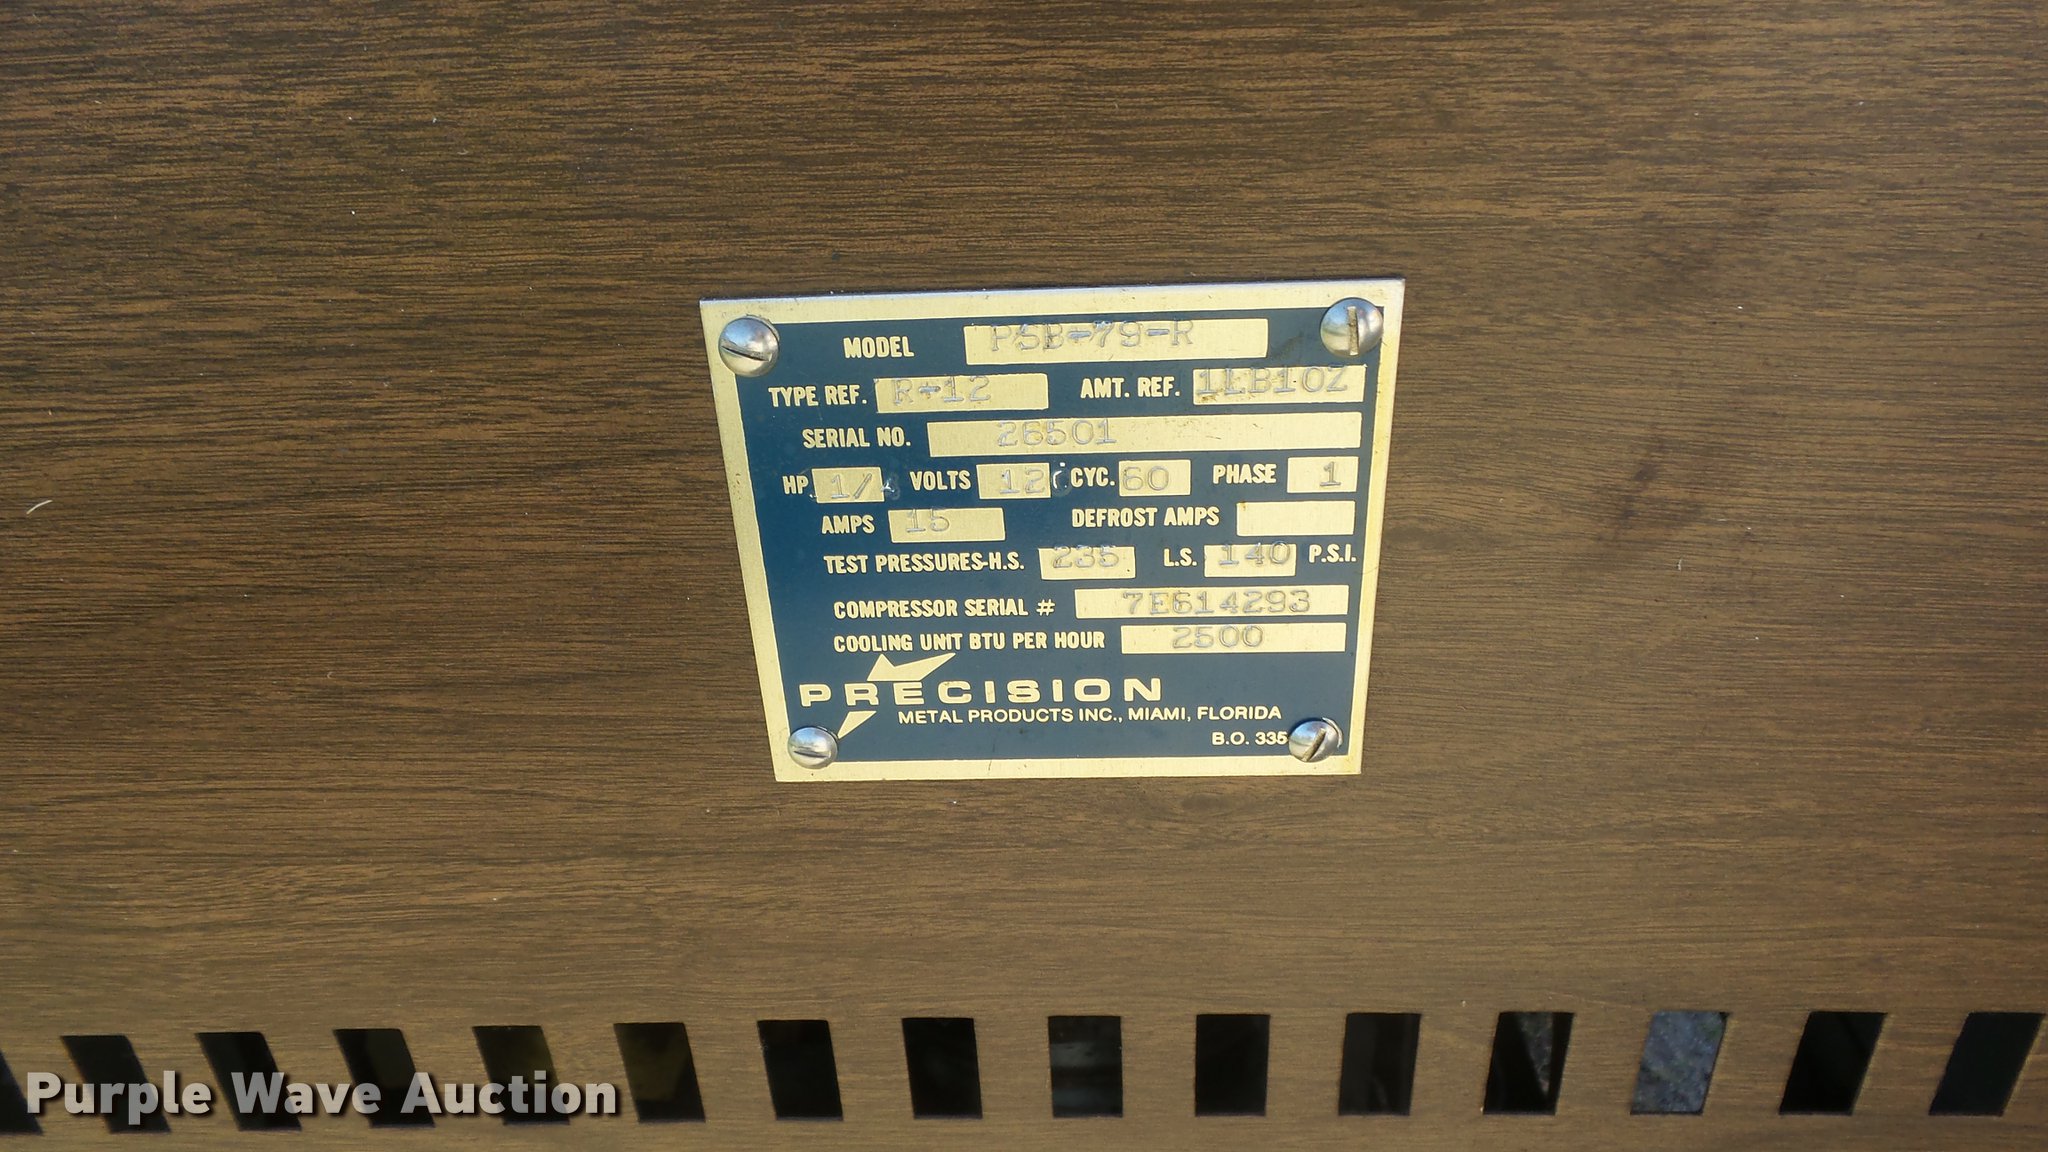 MODEL PSB-79-R
TYPE REF. R-12 AMT. REF. 1LB10Z
SERIAL NO. 26501
HP 1/4 VOLTS 120 CYC. 60 PHASE 1
AMPS 15 DEFROST AMPS
TEST PRESSURES-H.S. 235 L.S. 140 P.S.I.
COMPRESSOR SERIAL # 7E614293
COOLING UNIT BTU PER HOUR 2500
PRECISION
METAL PRODUCTS INC., MIAMI, FLORIDA
B.O. 335
Purple Wave Auction